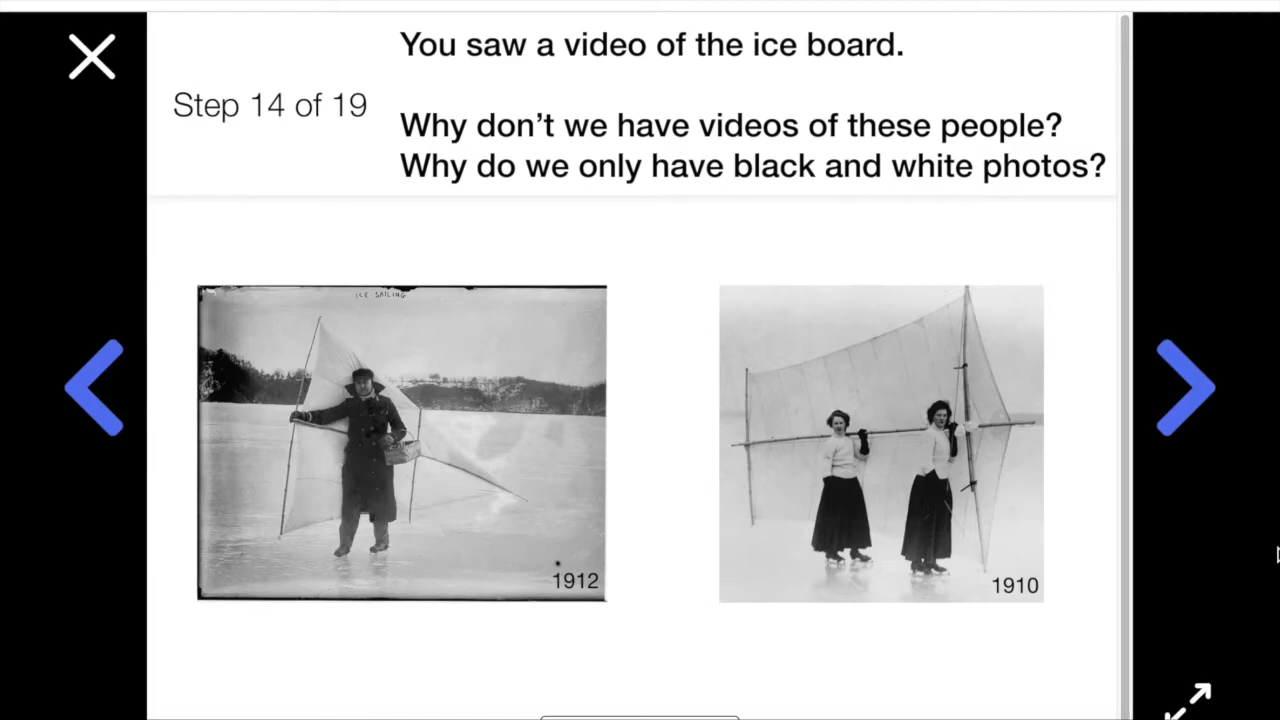 You saw a video of the ice board.
Step 14 of 19
Why don’t we have videos of these people?
Why do we only have black and white photos?
ICE SAILING
1912
1910